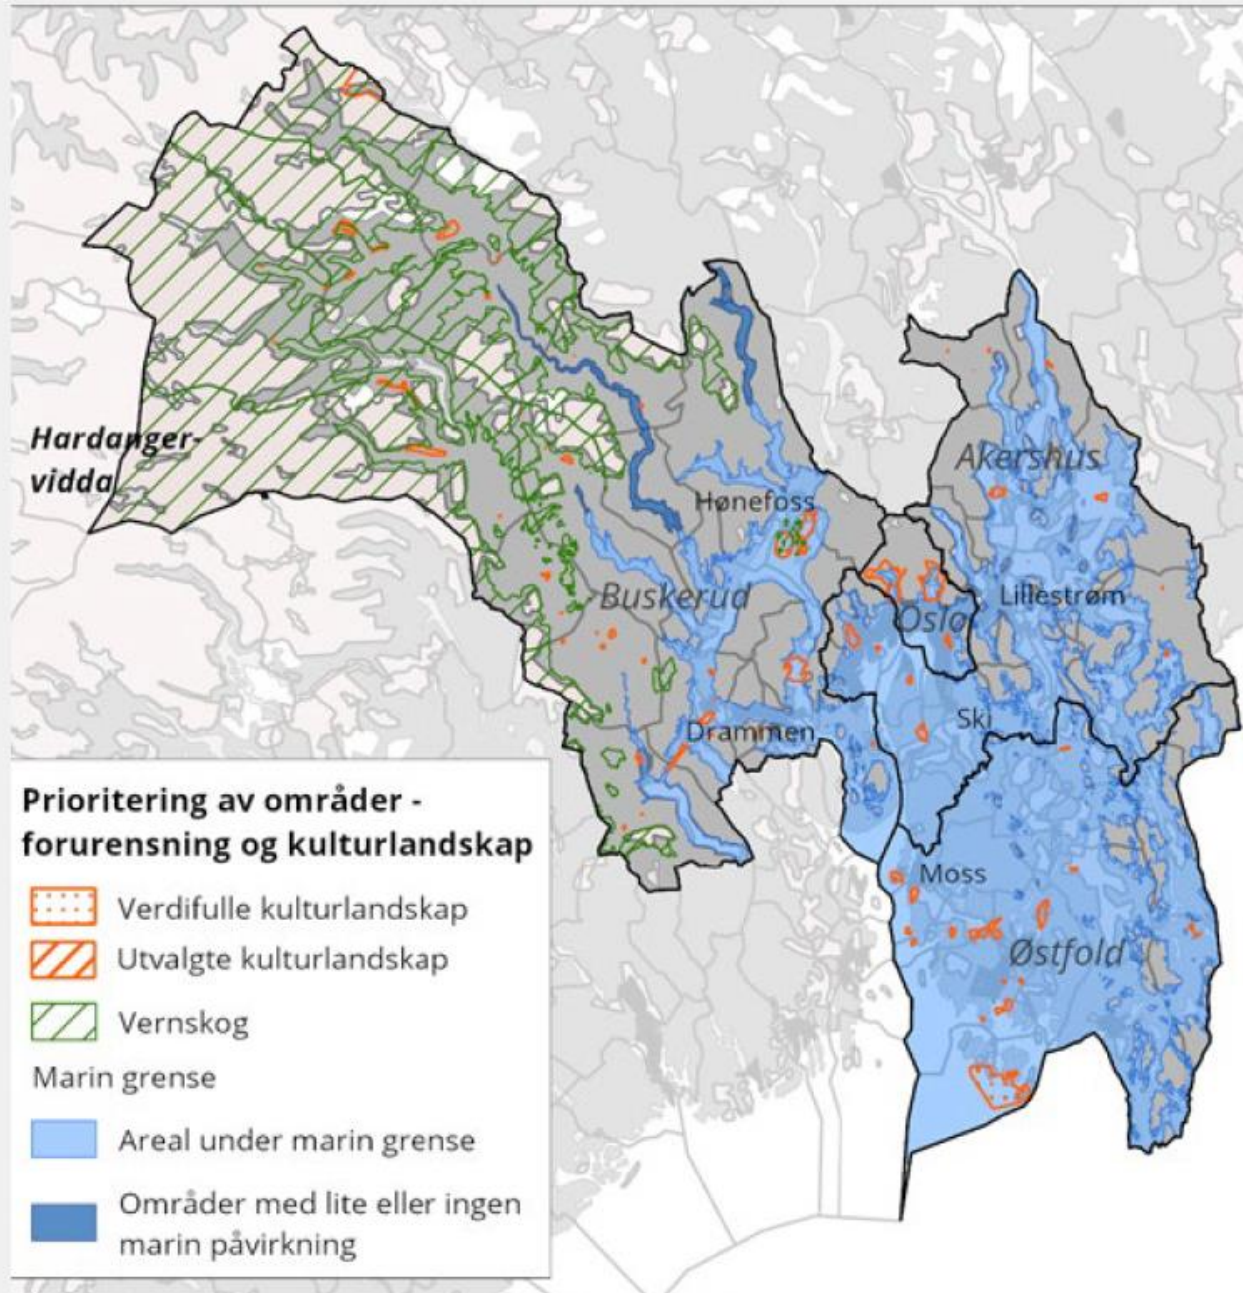 Hardanger-
vidda
Akershus
Hønefoss
Buskerud
Lillestrøm
Oslo
Ski
Drammen
Moss
Østfold
Prioritering av områder -
forurensning og kulturlandskap
Verdifulle kulturlandskap
Utvalgte kulturlandskap
Vernskog
Marin grense
Areal under marin grense
Områder med lite eller ingen
marin påvirkning